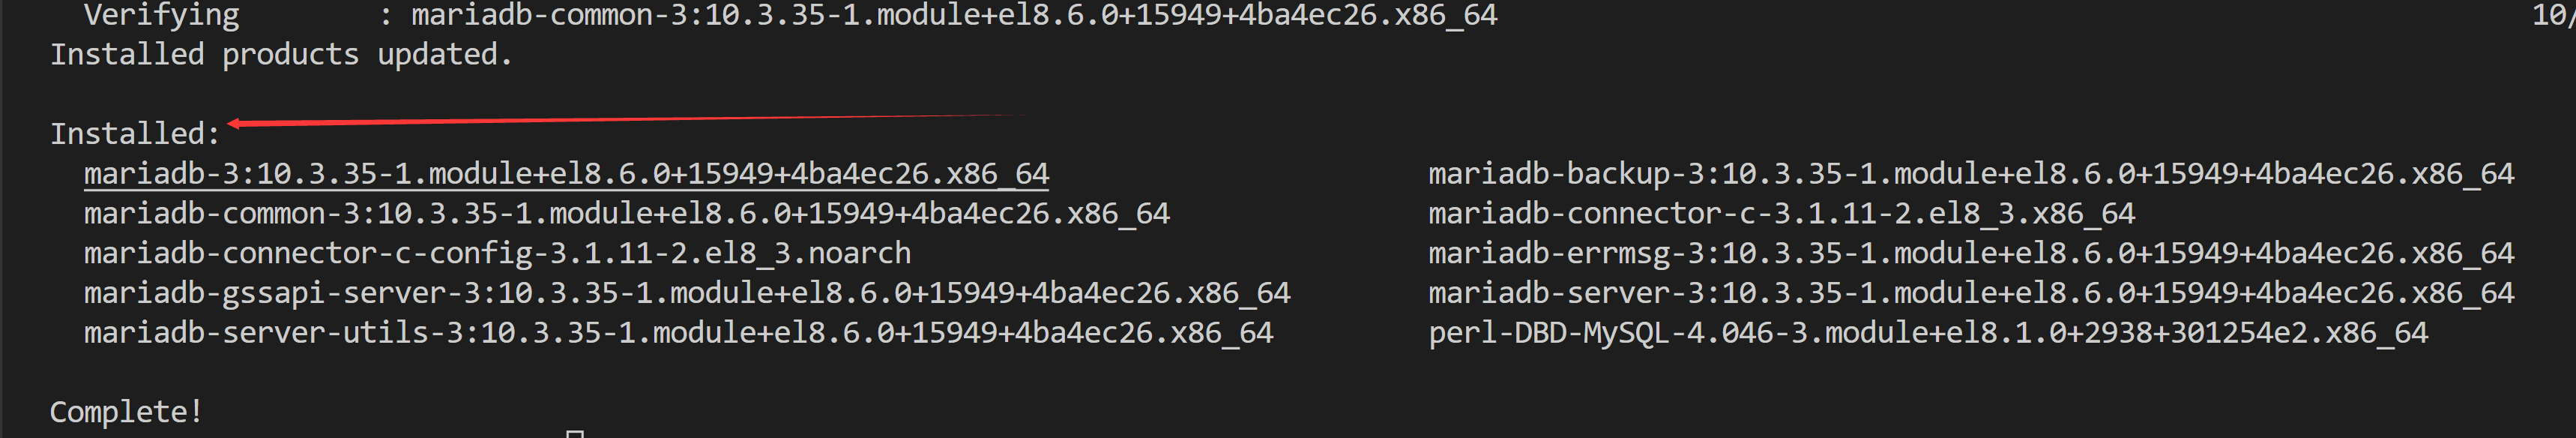 Verifying : mariadb-common-3:10.3.35-1.module+el8.6.0+15949+4ba4ec26.x86_64 10/
Installed products updated.
Installed:
mariadb-3:10.3.35-1.module+el8.6.0+15949+4ba4ec26.x86_64 mariadb-backup-3:10.3.35-1.module+el8.6.0+15949+4ba4ec26.x86_64
mariadb-common-3:10.3.35-1.module+el8.6.0+15949+4ba4ec26.x86_64 mariadb-connector-c-3.1.11-2.el8_3.x86_64
mariadb-connector-c-config-3.1.11-2.el8_3.noarch mariadb-errmsg-3:10.3.35-1.module+el8.6.0+15949+4ba4ec26.x86_64
mariadb-gssapi-server-3:10.3.35-1.module+el8.6.0+15949+4ba4ec26.x86_64 mariadb-server-3:10.3.35-1.module+el8.6.0+15949+4ba4ec26.x86_64
mariadb-server-utils-3:10.3.35-1.module+el8.6.0+15949+4ba4ec26.x86_64 perl-DBD-MySQL-4.046-3.module+el8.1.0+2938+301254e2.x86_64
Complete!